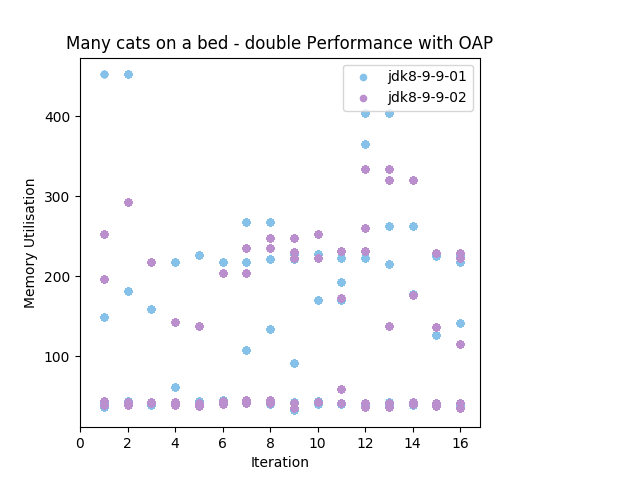 Many cats on a bed - double Performance with OAP
jdk8-9-9-01
jdk8-9-9-02
400
300
200
100
Memory Utilisation
0 2 4 6 8 10 12 14 16
Iteration